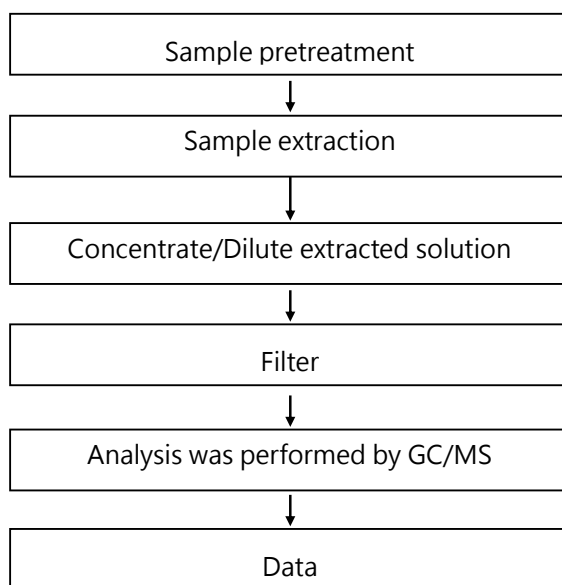 Sample pretreatment
Sample extraction
Concentrate/Dilute extracted solution
Filter
Analysis was performed by GC/MS
Data